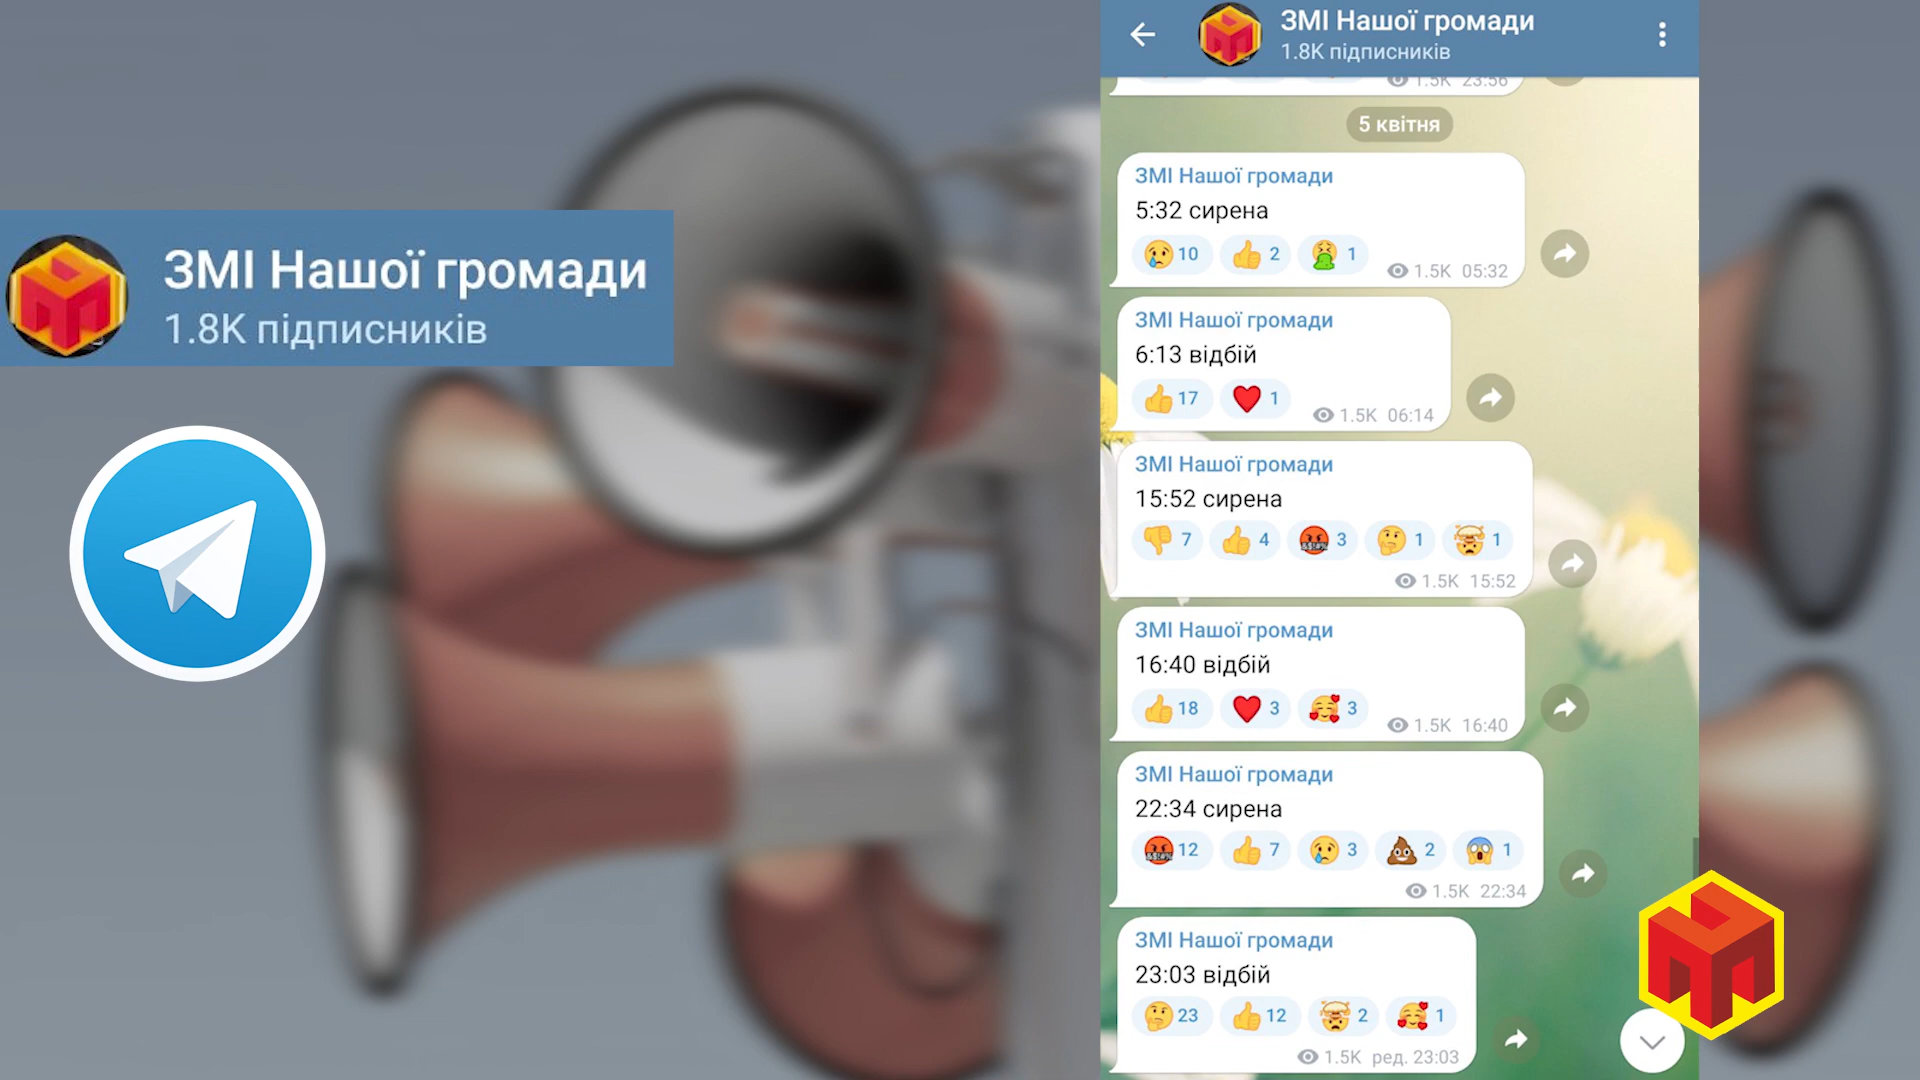 ЗМІ Нашої громади
1.8K підписників
ЗМІ Нашої громади
1.8K підписників
1.5K 23:56
5 квітня
ЗМІ Нашої громади
5:32 сирена
10 2 1
1.5K 05:32
ЗМІ Нашої громади
6:13 відбій
17 1
1.5K 06:14
ЗМІ Нашої громади
15:52 сирена
7 4 3 1 1
1.5K 15:52
ЗМІ Нашої громади
16:40 відбій
18 3 3
1.5K 16:40
ЗМІ Нашої громади
22:34 сирена
12 7 3 2 1
1.5K 22:34
ЗМІ Нашої громади
23:03 відбій
23 12 2 1
1.5K ред. 23:03